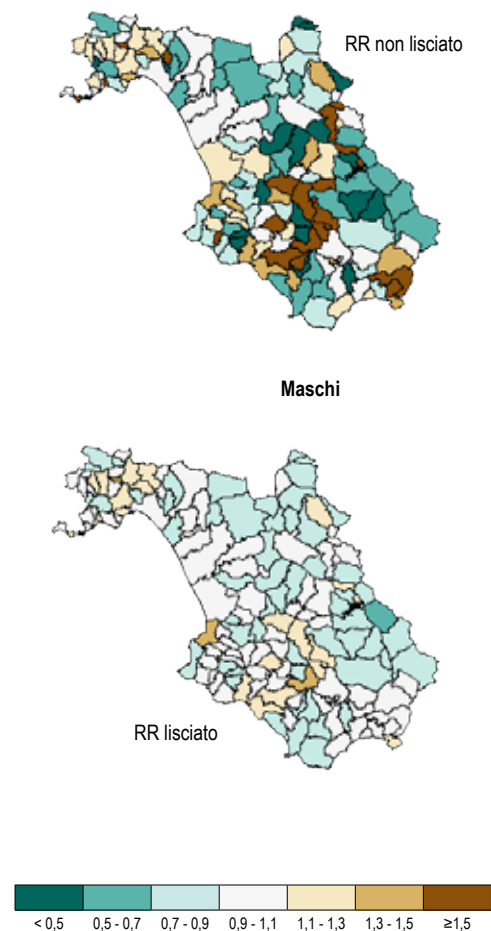 RR non lisciato
Maschi
RR lisciato
< 0,5 0,5 - 0,7 0,7 - 0,9 0,9 - 1,1 1,1 - 1,3 1,3 - 1,5 ≥1,5